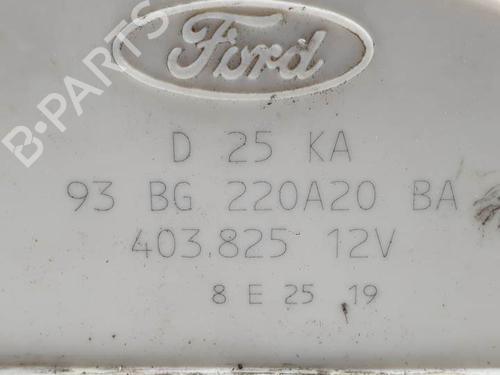 B-PARTS
Ford
D 25 KA
93 BG 220A20 BA
403.825 12V
8 E 25 19